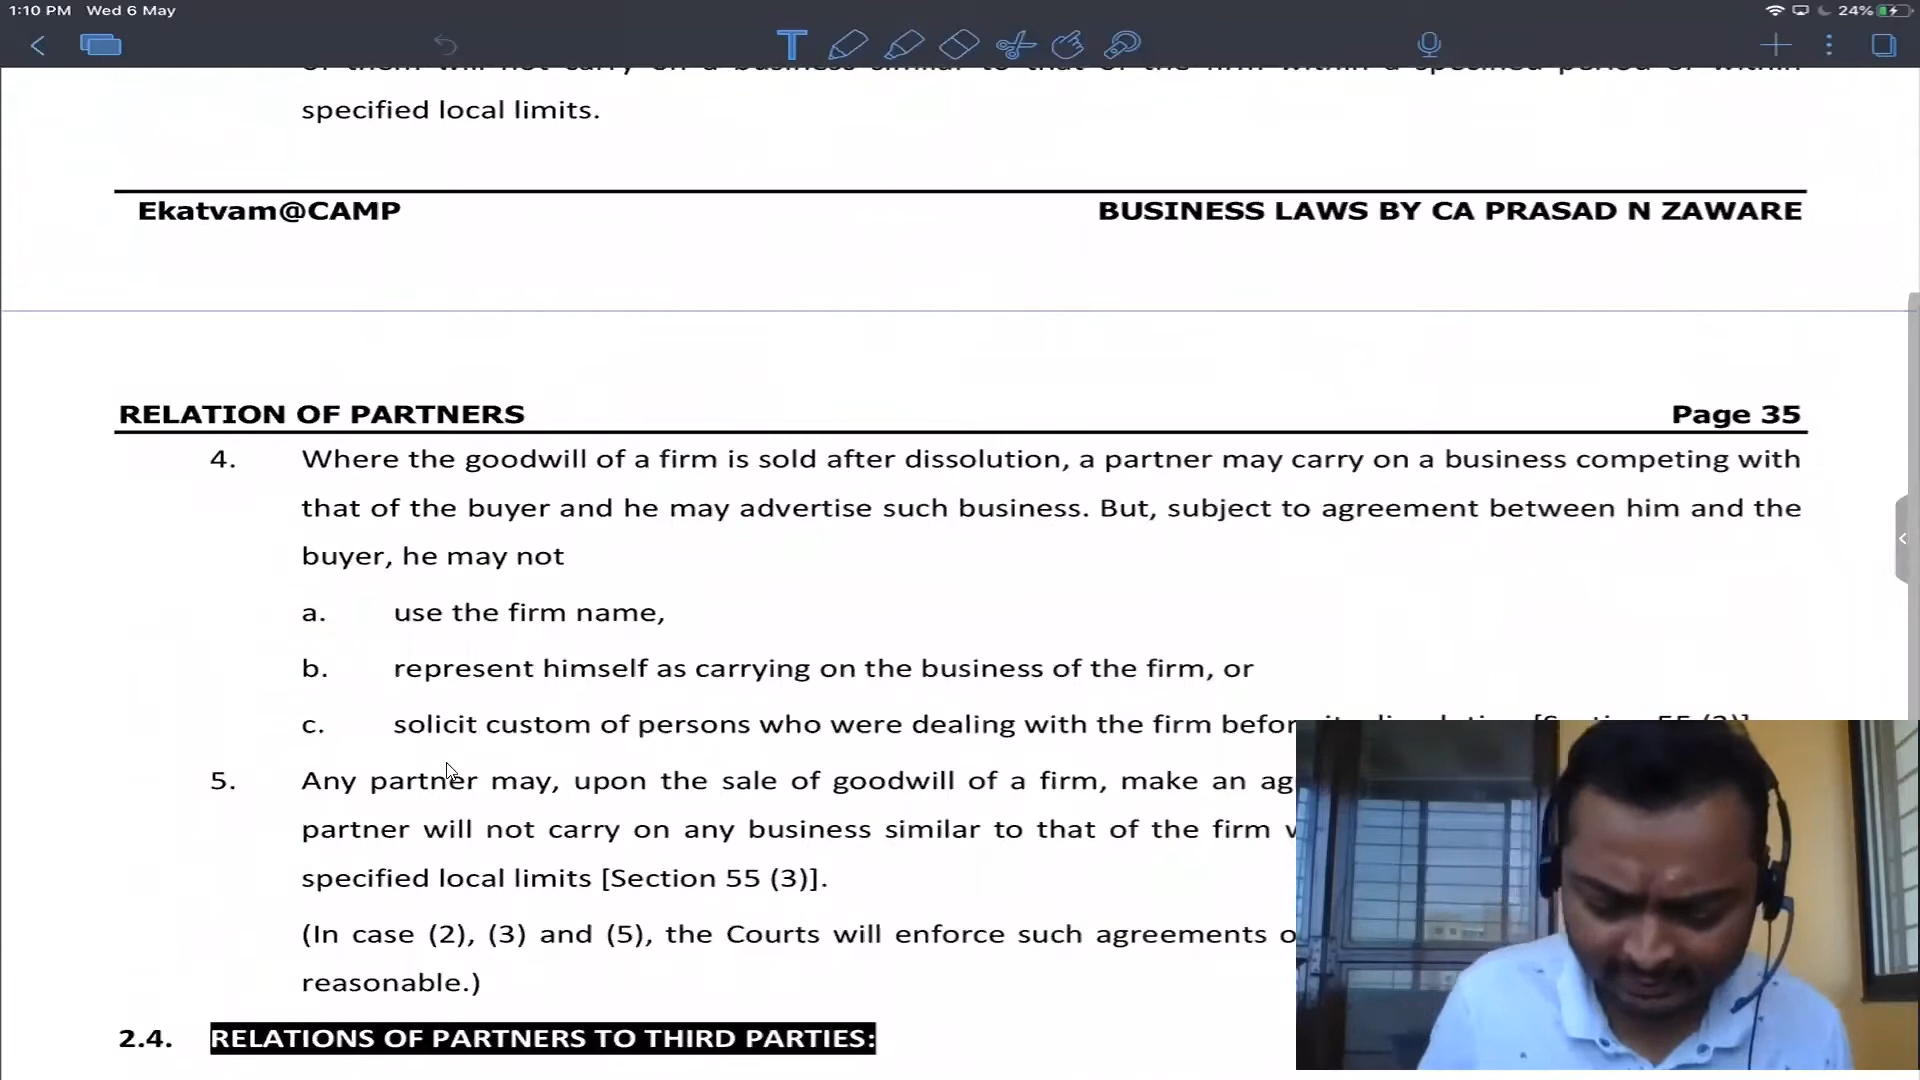 1:10 PM Wed 6 May
24%
specified local limits.
Ekatvam@CAMP
BUSINESS LAWS BY CA PRASAD N ZAWARE
RELATION OF PARTNERS
Page 35
4. Where the goodwill of a firm is sold after dissolution, a partner may carry on a business competing with
that of the buyer and he may advertise such business. But, subject to agreement between him and the
buyer, he may not
a. use the firm name,
b. represent himself as carrying on the business of the firm, or
c. solicit custom of persons who were dealing with the firm
5. Any partner may, upon the sale of goodwill of a firm, make an
partner will not carry on any business similar to that of the firm
specified local limits [Section 55 (3)].
(In case (2), (3) and (5), the Courts will enforce such agreements
reasonable.)
2.4. RELATIONS OF PARTNERS TO THIRD PARTIES: